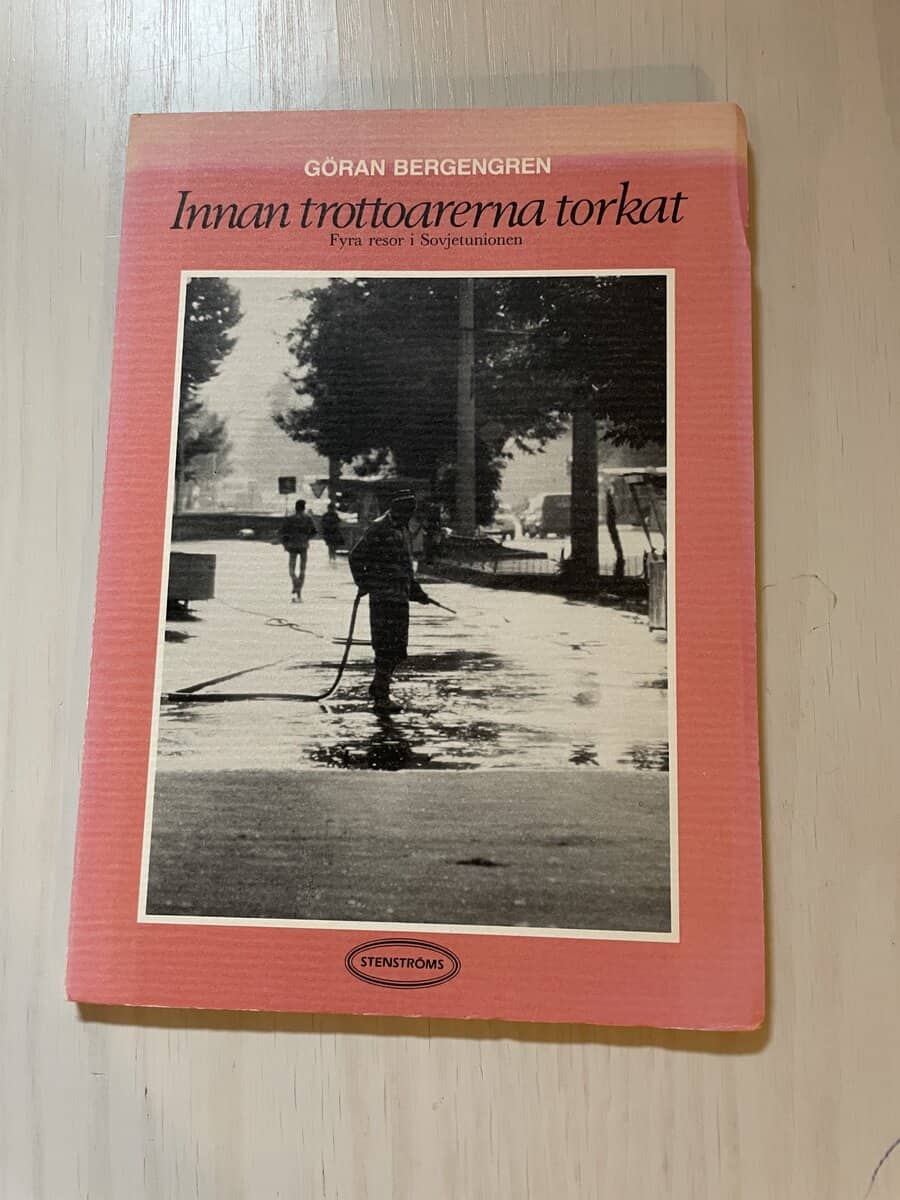 GÖRAN BERGENGREN
Innan trottoarerna torkat
Fyra resor i Sovjetunionen
STENSTRÖMS